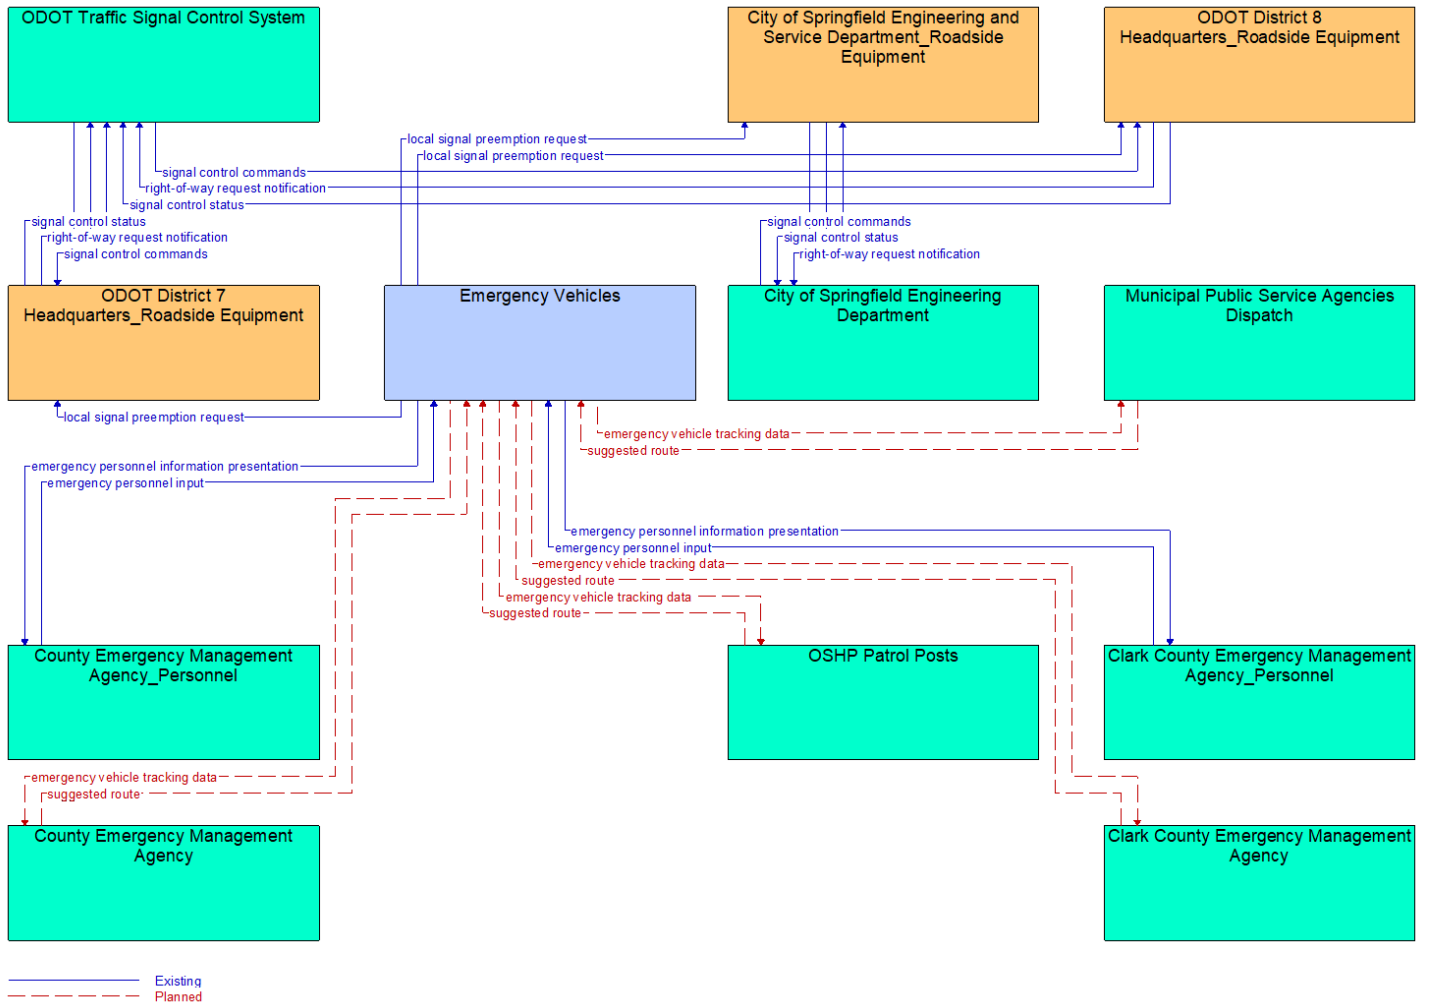 ODOT Traffic Signal Control System
City of Springfield Engineering and
Service Department_Roadside
Equipment
ODOT District 8
Headquarters_Roadside Equipment
local signal preemption request
local signal preemption request
signal control commands
right-of-way request notification
signal control status
signal control status
right-of-way request notification
signal control commands
signal control commands
signal control status
right-of-way request notification
ODOT District 7
Headquarters_Roadside Equipment
Emergency Vehicles
City of Springfield Engineering
Department
Municipal Public Service Agencies
Dispatch
local signal preemption request
emergency vehicle tracking data
suggested route
emergency personnel information presentation
emergency personnel input
emergency personnel information presentation
emergency personnel input
emergency vehicle tracking data
suggested route
emergency vehicle tracking data
suggested route
County Emergency Management
Agency_Personnel
OSHP Patrol Posts
Clark County Emergency Management
Agency_Personnel
emergency vehicle tracking data
suggested route
County Emergency Management
Agency
Clark County Emergency Management
Agency
Existing
Planned